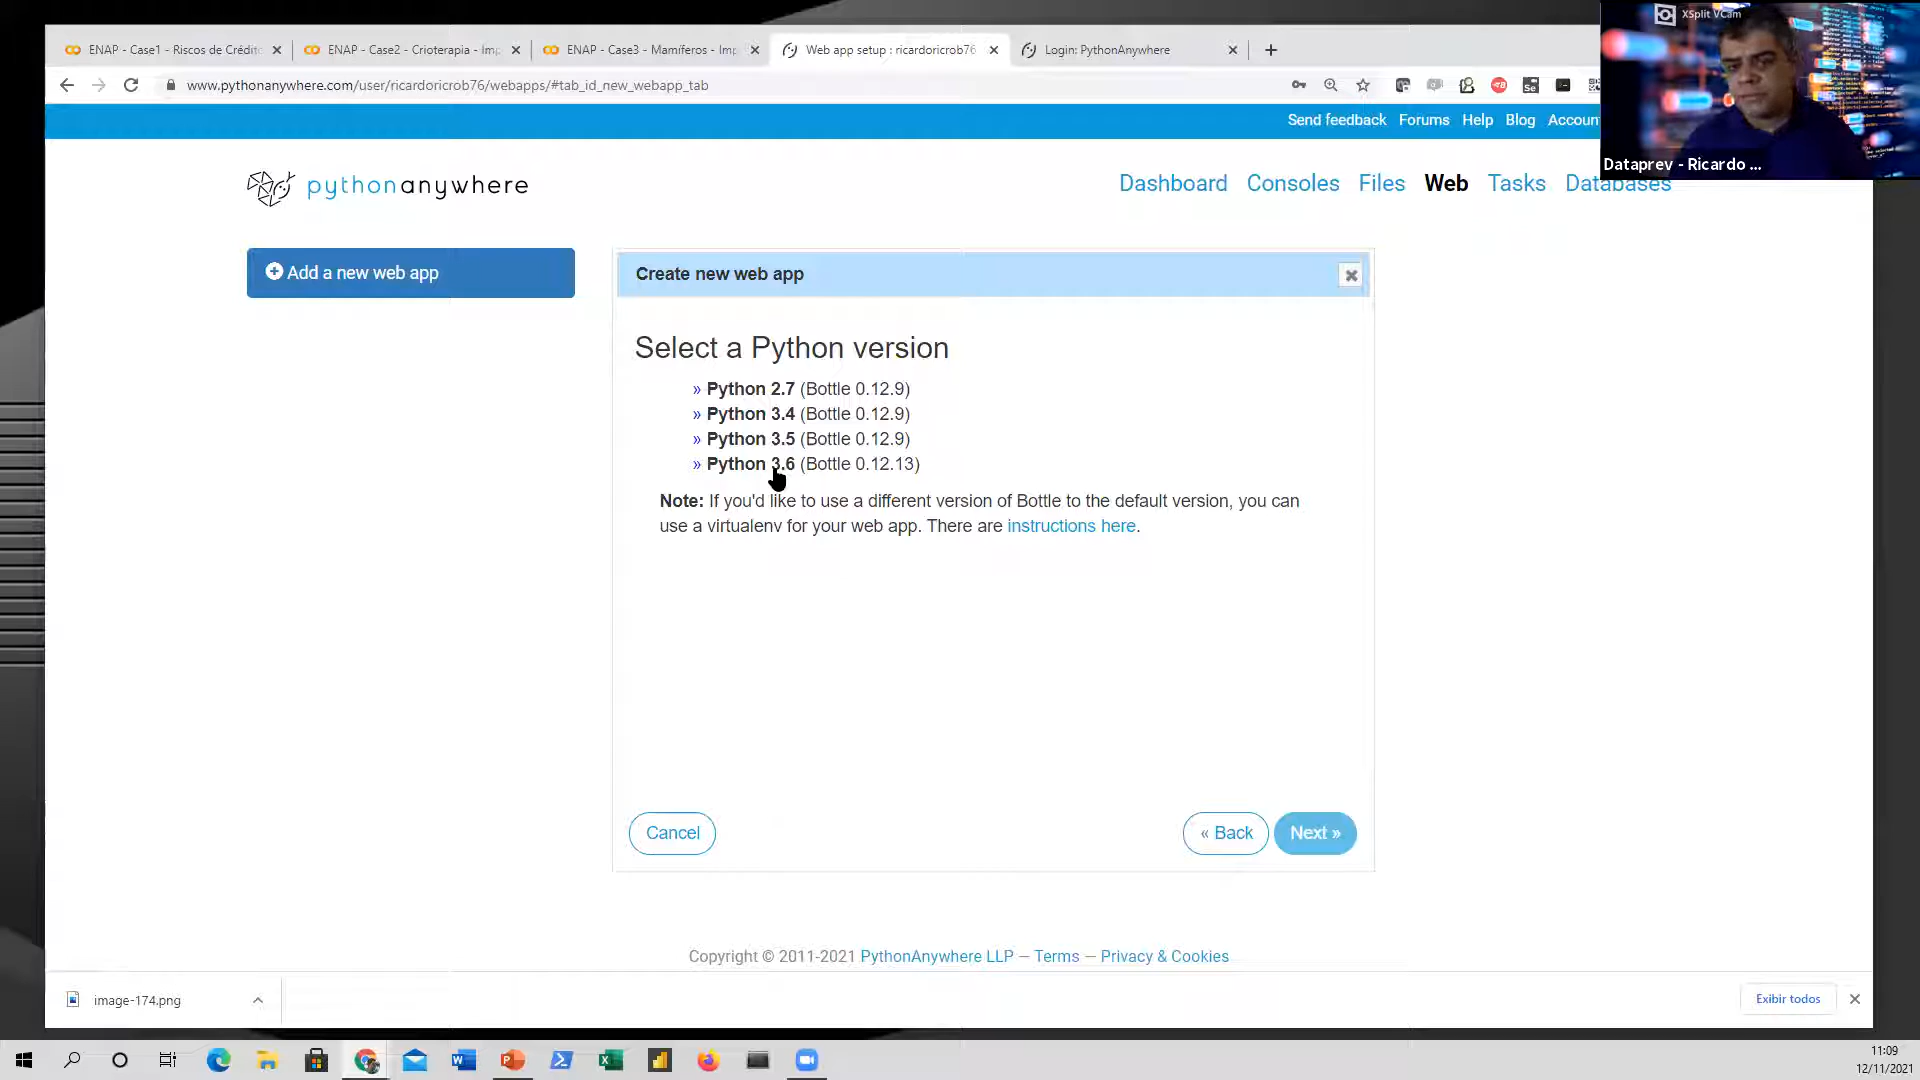 XSplit VCam
ENAP - Case1 - Riscos de Crédit
ENAP - Case2 - Crioterapia - Imp
ENAP - Case3 - Mamíferos - Imp
Web app setup : ricardoricrob76
Login: PythonAnywhere
www.pythonanywhere.com/user/ricardoricrob76/webapps/#tab_id_new_webapp_tab
Send feedback Forums Help Blog Accoun
Dataprev - Ricardo ...
pythonanywhere
Dashboard Consoles Files Web Tasks Databases
Add a new web app
Create new web app
Select a Python version
» Python 2.7 (Bottle 0.12.9)
» Python 3.4 (Bottle 0.12.9)
» Python 3.5 (Bottle 0.12.9)
» Python 3.6 (Bottle 0.12.13)
Note: If you'd like to use a different version of Bottle to the default version, you can
use a virtualenv for your web app. There are instructions here.
Cancel
« Back
Next »
Copyright © 2011-2021 PythonAnywhere LLP — Terms — Privacy & Cookies
image-174.png
Exibir todos
11:09
12/11/2021